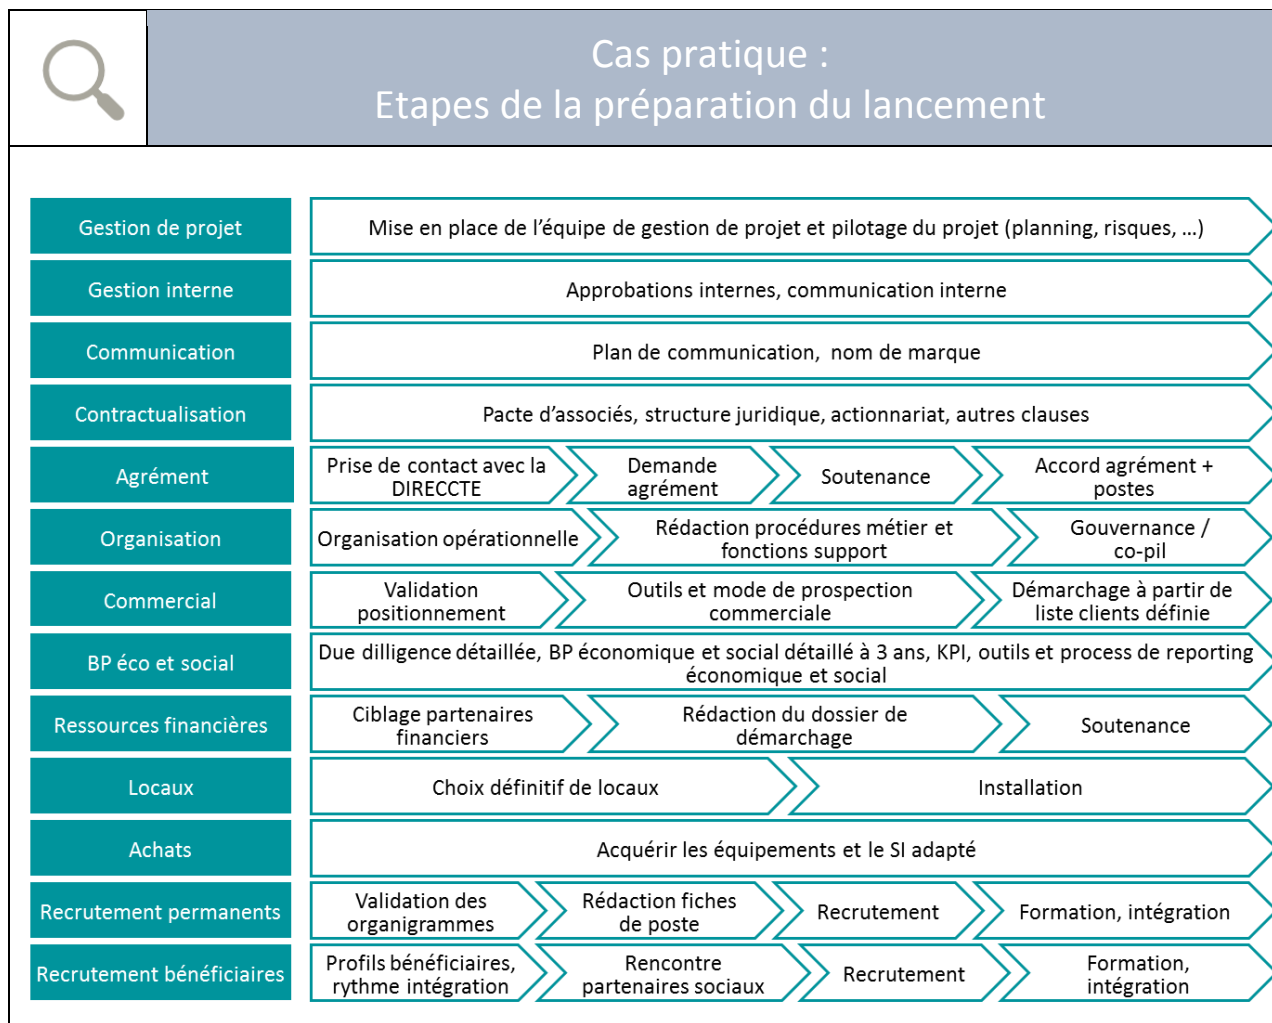 Cas pratique :
Etapes de la préparation du lancement
Gestion de projet
Mise en place de l’équipe de gestion de projet et pilotage du projet (planning, risques, …)
Gestion interne
Approbations internes, communication interne
Communication
Plan de communication,  nom de marque
Contractualisation
Pacte d’associés, structure juridique, actionnariat, autres clauses
Agrément
Prise de contact avec la
DIRECCTE
Demande
agrément
Soutenance
Accord agrément +
postes
Organisation
Organisation opérationnelle
Rédaction procédures métier et
fonctions support
Gouvernance /
co-pil
Commercial
Validation
positionnement
Outils et mode de prospection
commerciale
Démarchage à partir de
liste clients définie
BP éco et social
Due dilligence détaillée, BP économique et social détaillé à 3 ans, KPI, outils et process de reporting
économique et social
Ressources financières
Ciblage partenaires
financiers
Rédaction du dossier de
démarchage
Soutenance
Locaux
Choix définitif de locaux
Installation
Achats
Acquérir les équipements et le SI adapté
Recrutement permanents
Validation des
organigrammes
Rédaction fiches
de poste
Recrutement
Formation, intégration
Recrutement bénéficiaires
Profils bénéficiaires,
rythme intégration
Rencontre
partenaires sociaux
Recrutement
Formation,
intégration